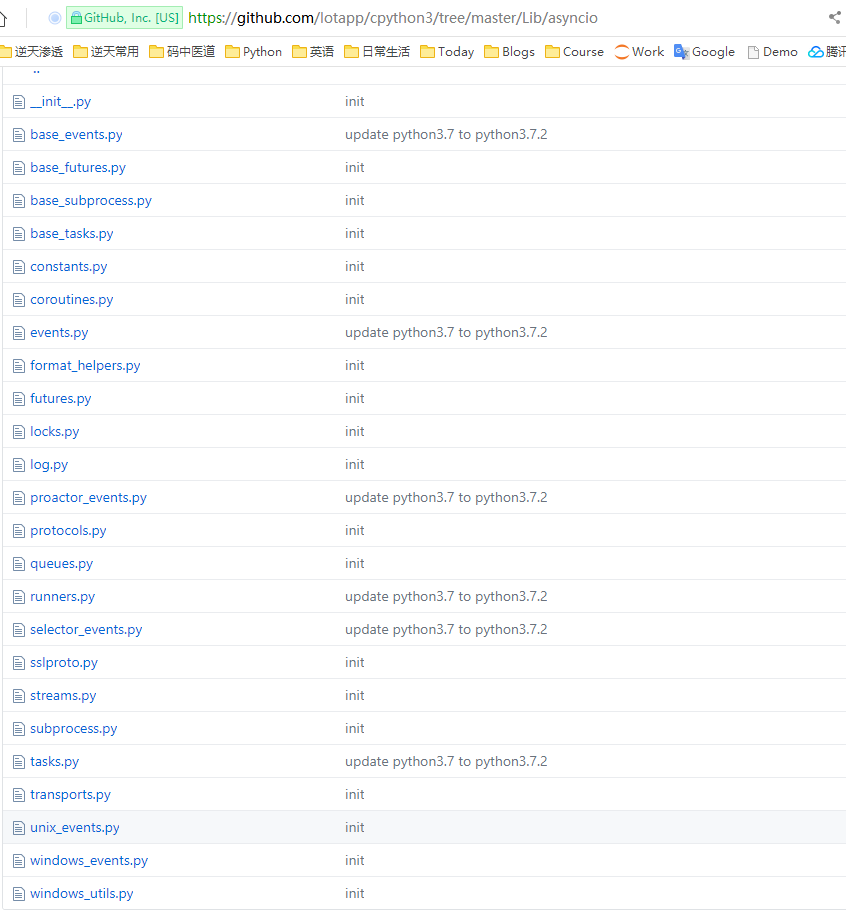 GitHub, Inc. [US] https://github.com/lotapp/cpython3/tree/master/Lib/asyncio
逆天渗透 逆天常用 码中医道 Python 英语 日常生活 Today Blogs Course Work Google Demo 腾讯
..
__init__.py init
base_events.py update python3.7 to python3.7.2
base_futures.py init
base_subprocess.py init
base_tasks.py init
constants.py init
coroutines.py init
events.py update python3.7 to python3.7.2
format_helpers.py init
futures.py init
locks.py init
log.py init
proactor_events.py update python3.7 to python3.7.2
protocols.py init
queues.py init
runners.py update python3.7 to python3.7.2
selector_events.py update python3.7 to python3.7.2
sslproto.py init
streams.py init
subprocess.py init
tasks.py update python3.7 to python3.7.2
transports.py init
unix_events.py init
windows_events.py init
windows_utils.py init